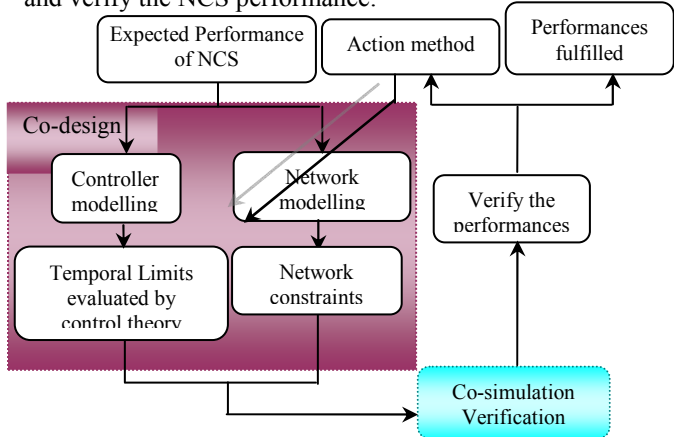 and verify the NCS performance.
Expected Performance
of NCS
Action method
Performances
fulfilled
Co-design
Controller
modelling
Network
modelling
Verify the
performances
Temporal Limits
evaluated by
control theory
Network
constraints
Co-simulation
Verification